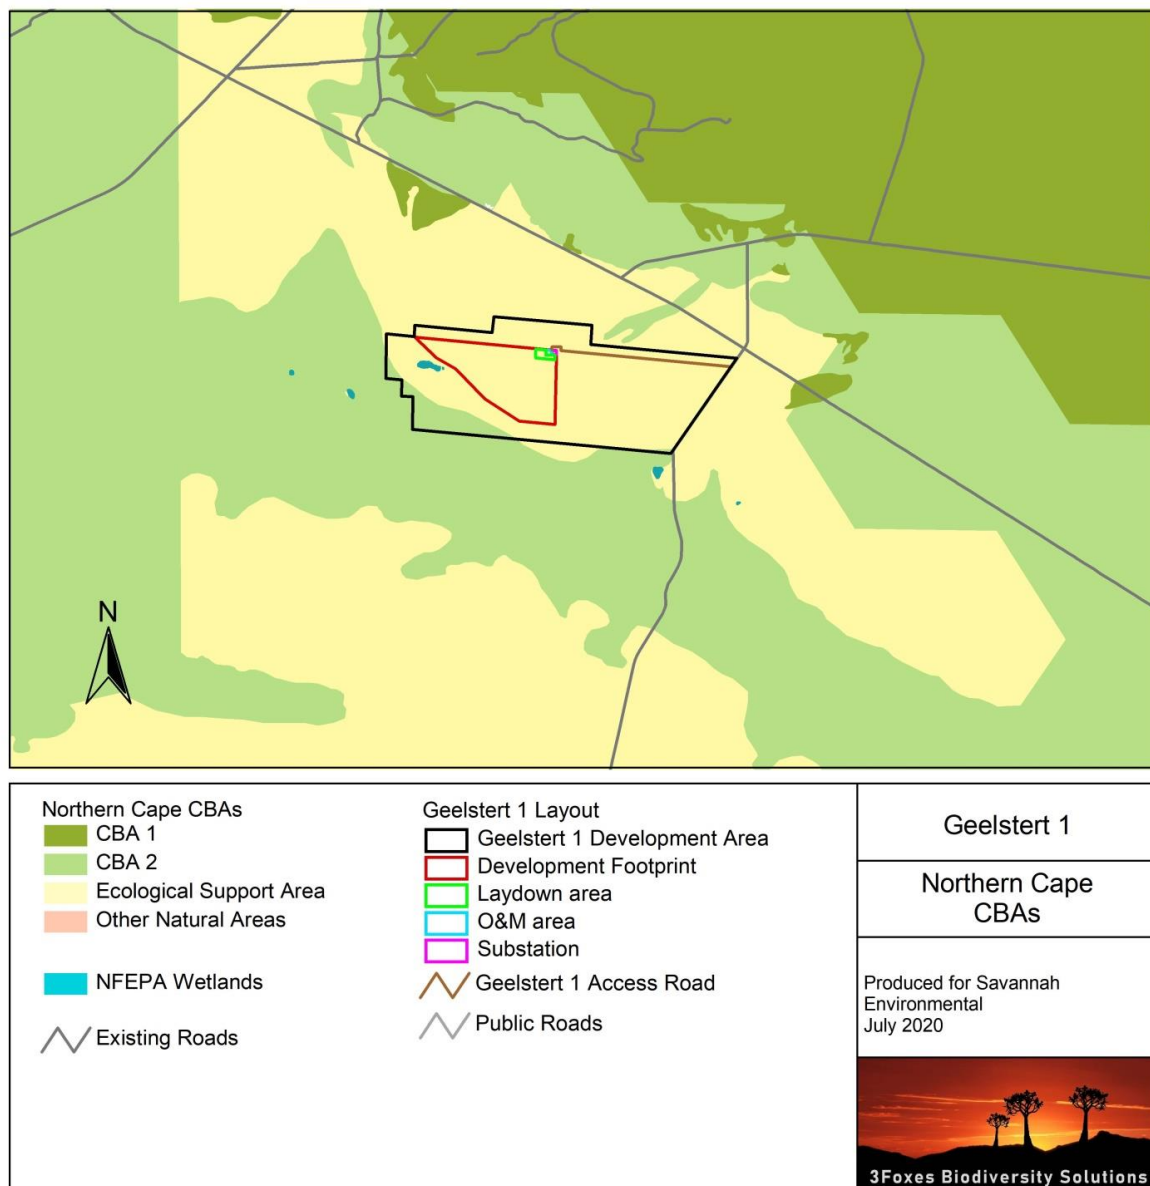 N
Northern Cape CBAs
CBA 1
CBA 2
Ecological Support Area
Other Natural Areas
NFEPA Wetlands
Existing Roads
Geelstert 1 Layout
Geelstert 1 Development Area
Development Footprint
Laydown area
O&M area
Substation
Geelstert 1 Access Road
Public Roads
Geelstert 1
Northern Cape
CBAs
Produced for Savannah
Environmental
July 2020
3Foxes Biodiversity Solutions